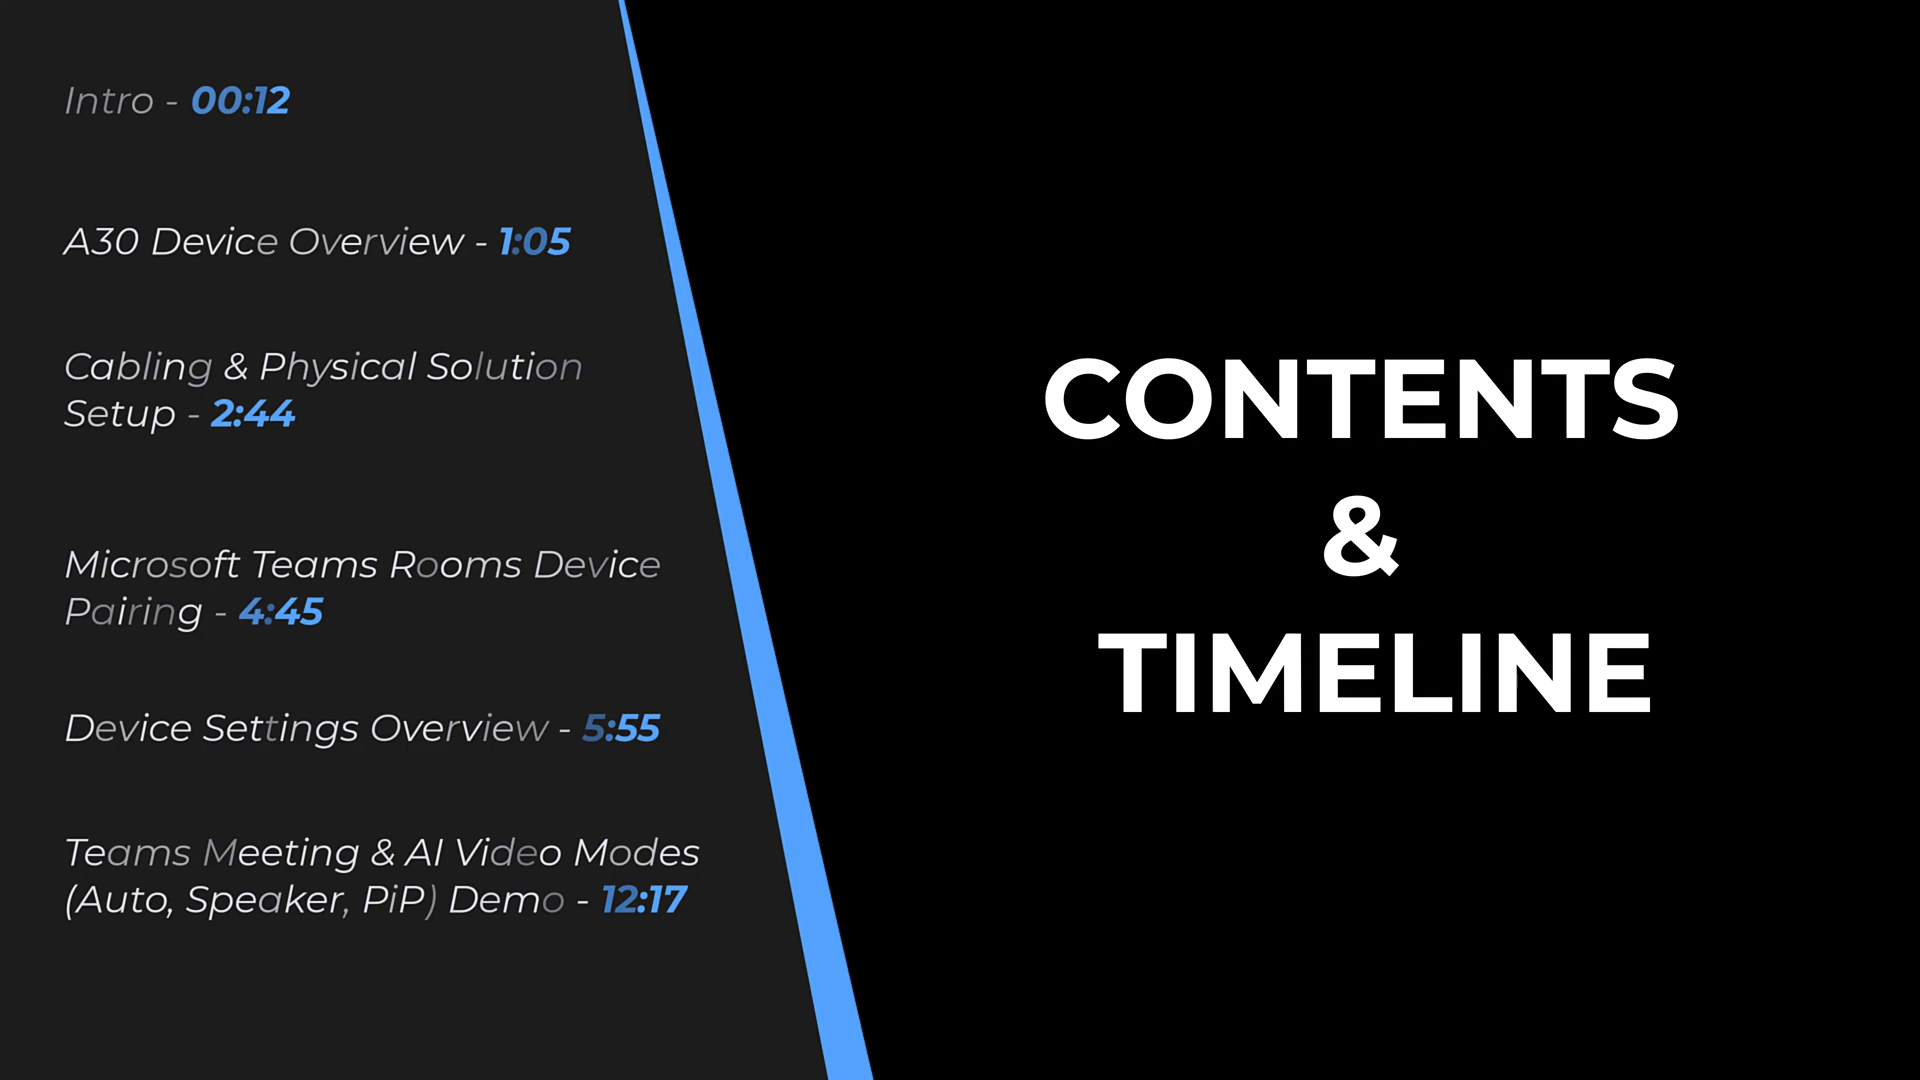 Intro - 00:12
A30 Device Overview - 1:05
Cabling & Physical Solution
Setup - 2:44
Microsoft Teams Rooms Device
Pairing - 4:45
Device Settings Overview - 5:55
Teams Meeting & AI Video Modes
(Auto, Speaker, PiP) Demo - 12:17
CONTENTS
&
TIMELINE